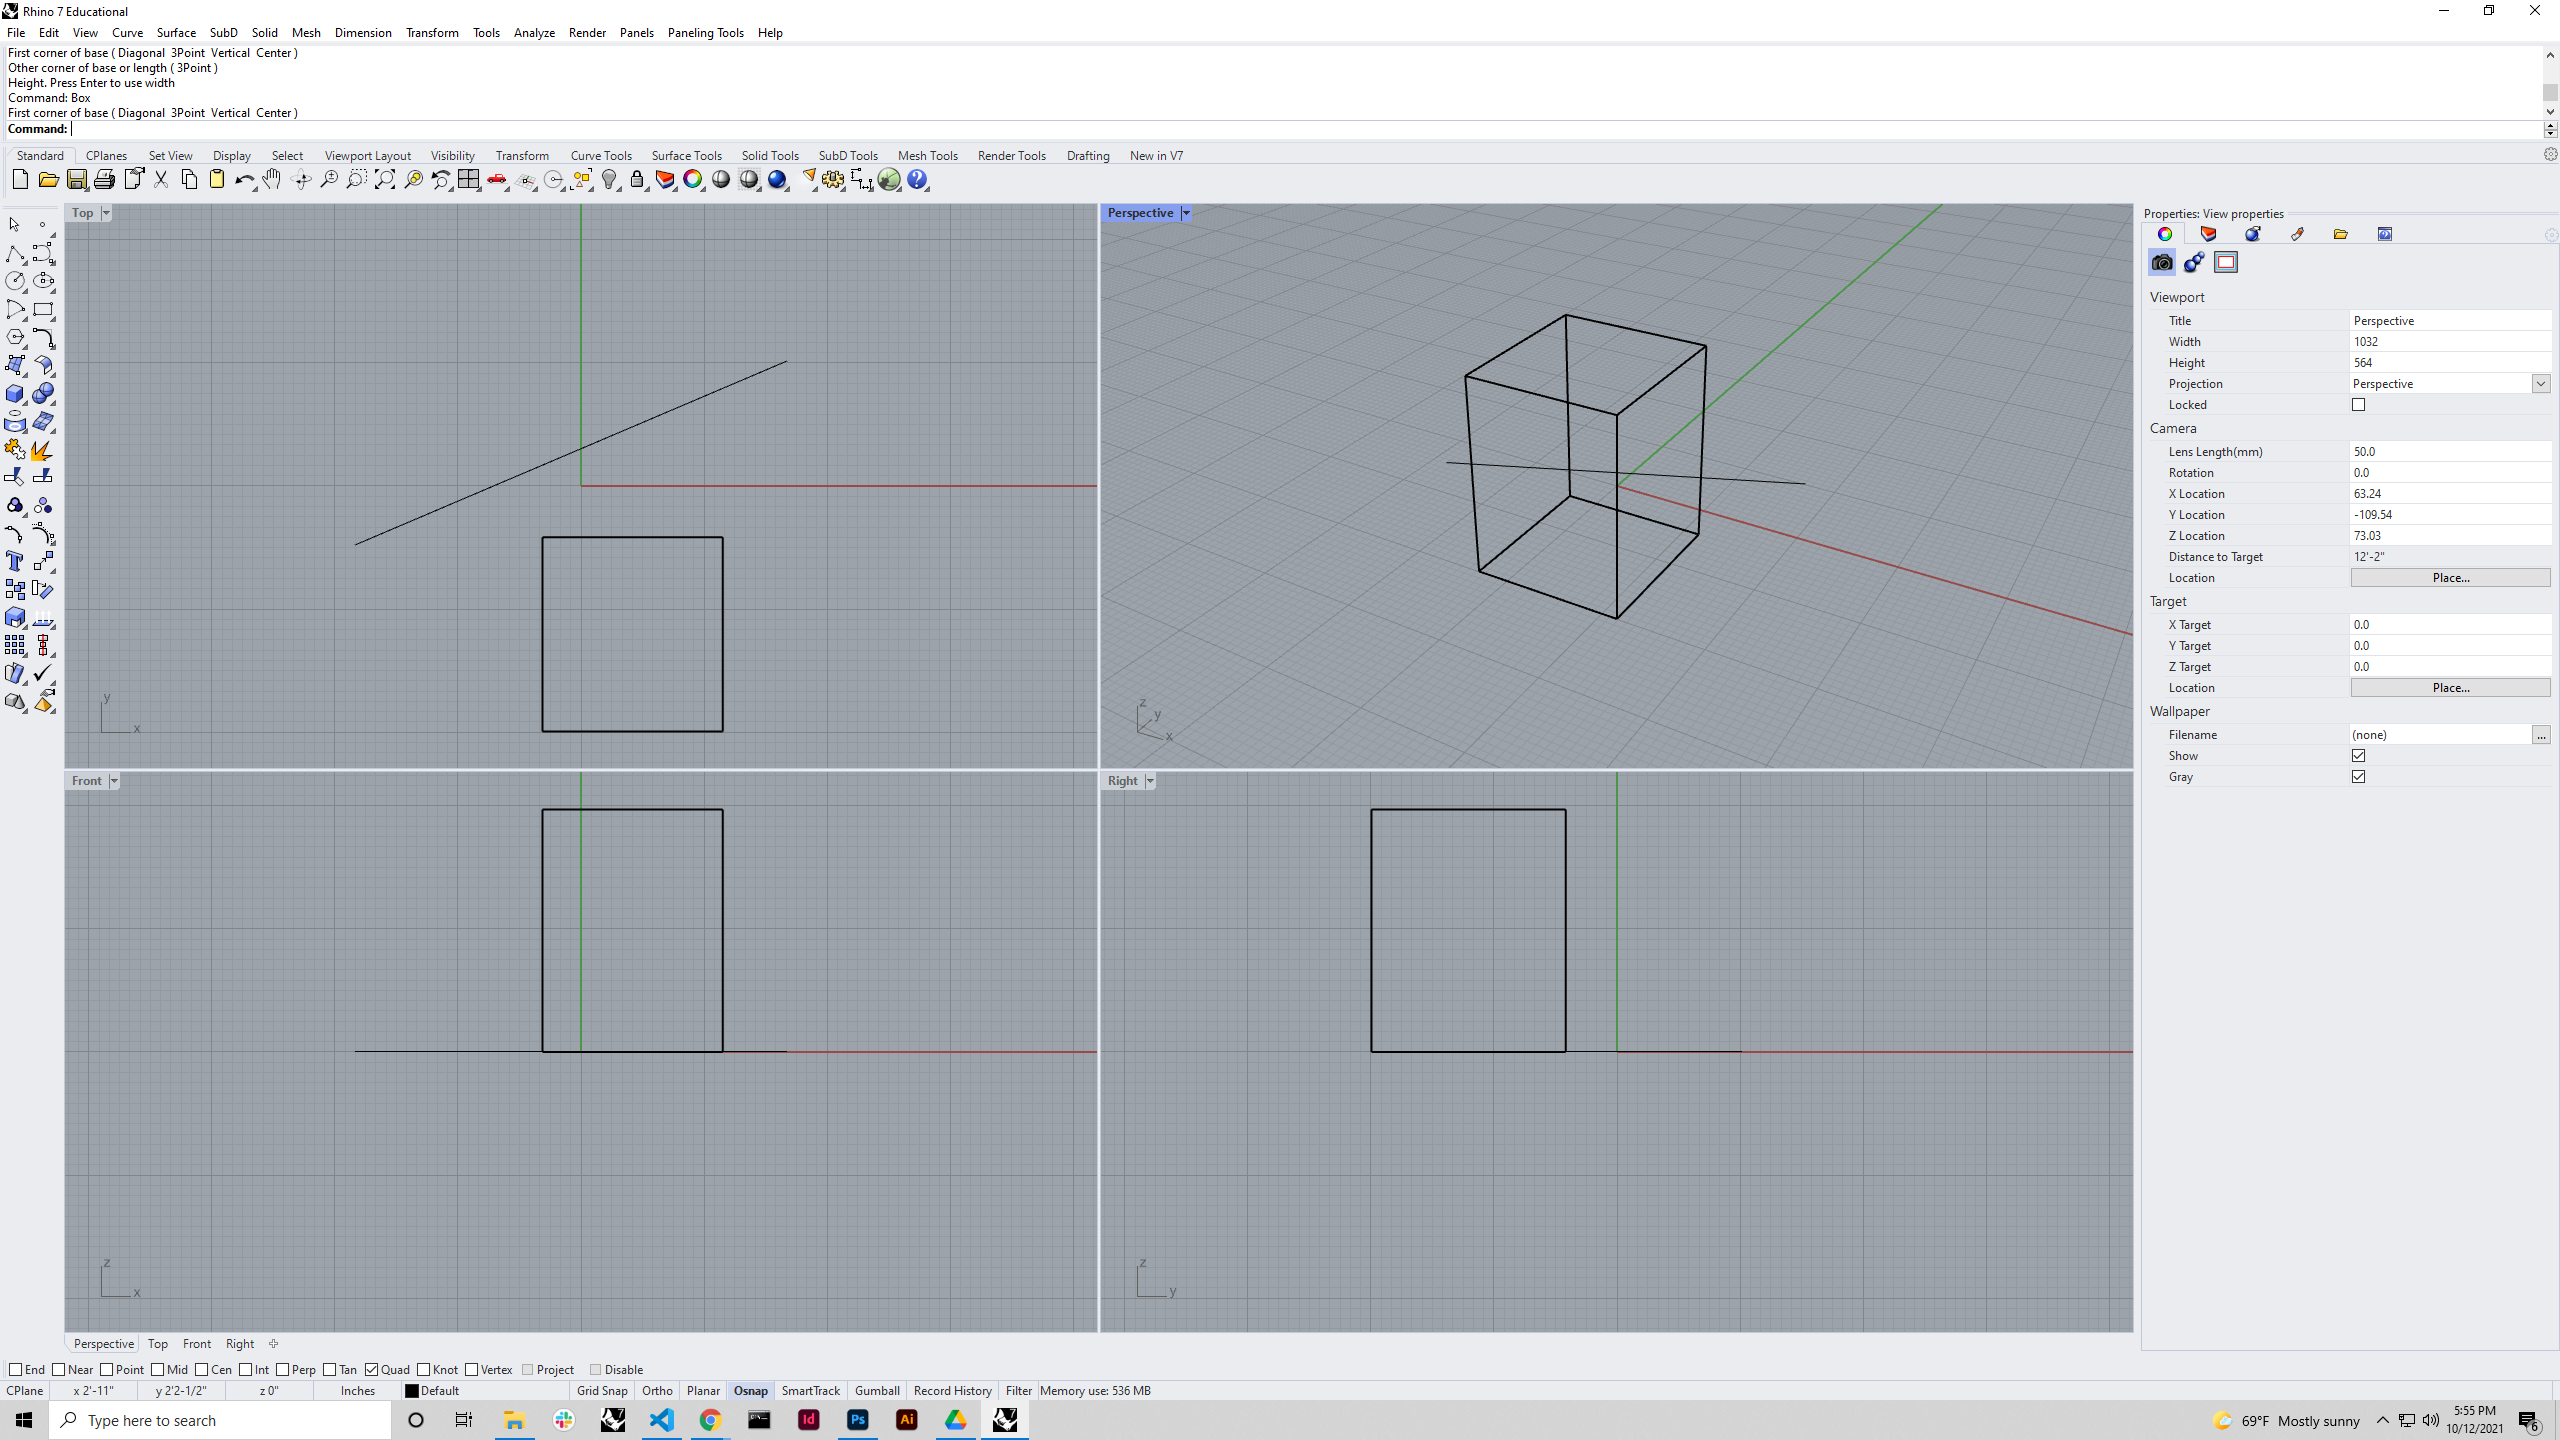 Rhino 7 Educational
File Edit View Curve Surface SubD Solid Mesh Dimension Transform Tools Analyze Render Panels Paneling Tools Help
First corner of base ( Diagonal 3Point Vertical Center )
Other corner of base or length ( 3Point )
Height. Press Enter to use width
Command: Box
First corner of base ( Diagonal 3Point Vertical Center )
Command:
Standard CPlanes Set View Display Select Viewport Layout Visibility Transform Curve Tools Surface Tools Solid Tools SubD Tools Mesh Tools Render Tools Drafting New in V7
Top
y
x
Perspective
z
y
x
Front
z
x
Right
z
y
Properties: View properties
Viewport
Title Perspective
Width 1032
Height 564
Projection Perspective
Locked
Camera
Lens Length(mm) 50.0
Rotation 0.0
X Location 63.24
Y Location -109.54
Z Location 73.03
Distance to Target 12'-2"
Location Place...
Target
X Target 0.0
Y Target 0.0
Z Target 0.0
Location Place...
Wallpaper
Filename (none) ...
Show
Gray
Perspective Top Front Right
End Near Point Mid Cen Int Perp Tan Quad Knot Vertex Project Disable
CPlane x 2'-11" y 2'2-1/2" z 0" Inches Default Grid Snap Ortho Planar Osnap SmartTrack Gumball Record History Filter Memory use: 536 MB
Type here to search
7
Id
Ps
Ai
7
69°F Mostly sunny
5:55 PM
10/12/2021
6